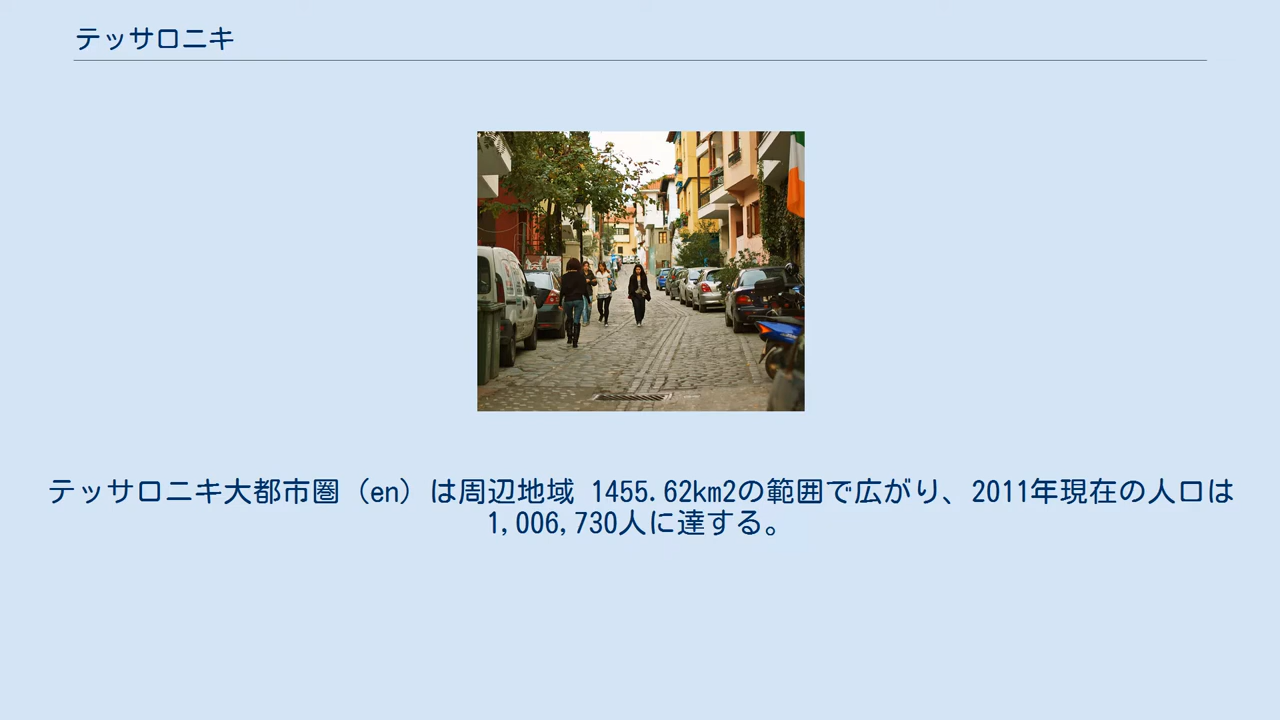 テッサロニキ
テッサロニキ大都市圏（en）は周辺地域 1455.62km2の範囲で広がり、2011年現在の人口は
1,006,730人に達する。